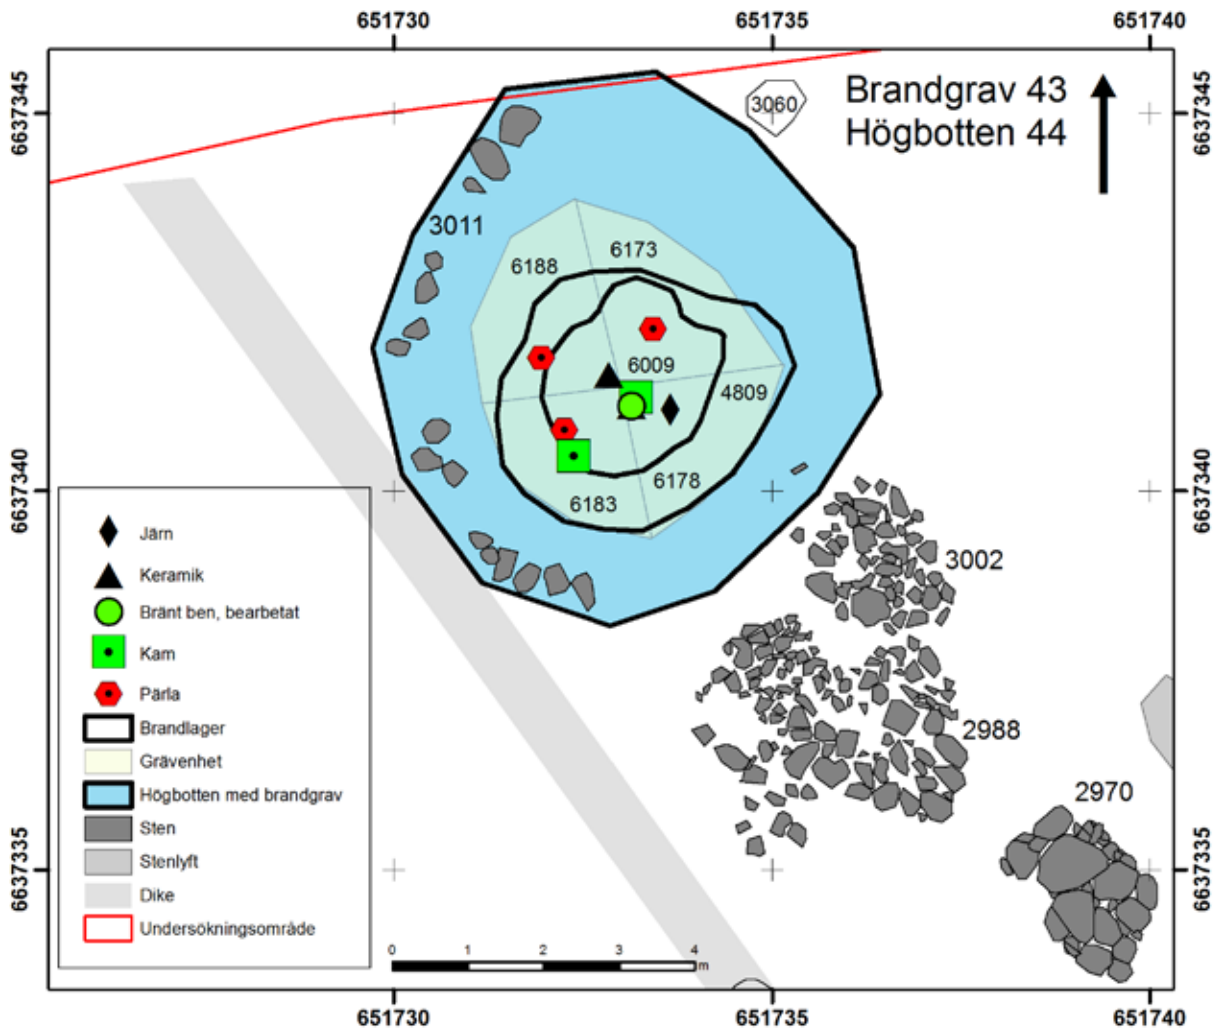 651730
651735
651740
6637345
6637345
3060
Brandgrav 43
Högbotten 44
3011
6173
6188
6009
4809
6178
6183
6637340
6637340
3002
2988
2970
6637335
6637335
Järn
Keramik
Bränt ben, bearbetat
Kam
Pärla
Brandlager
Grävenhet
Högbotten med brandgrav
Sten
Stenlyft
Dike
Undersökningsområde
0 1 2 3 4
m
651730
651735
651740